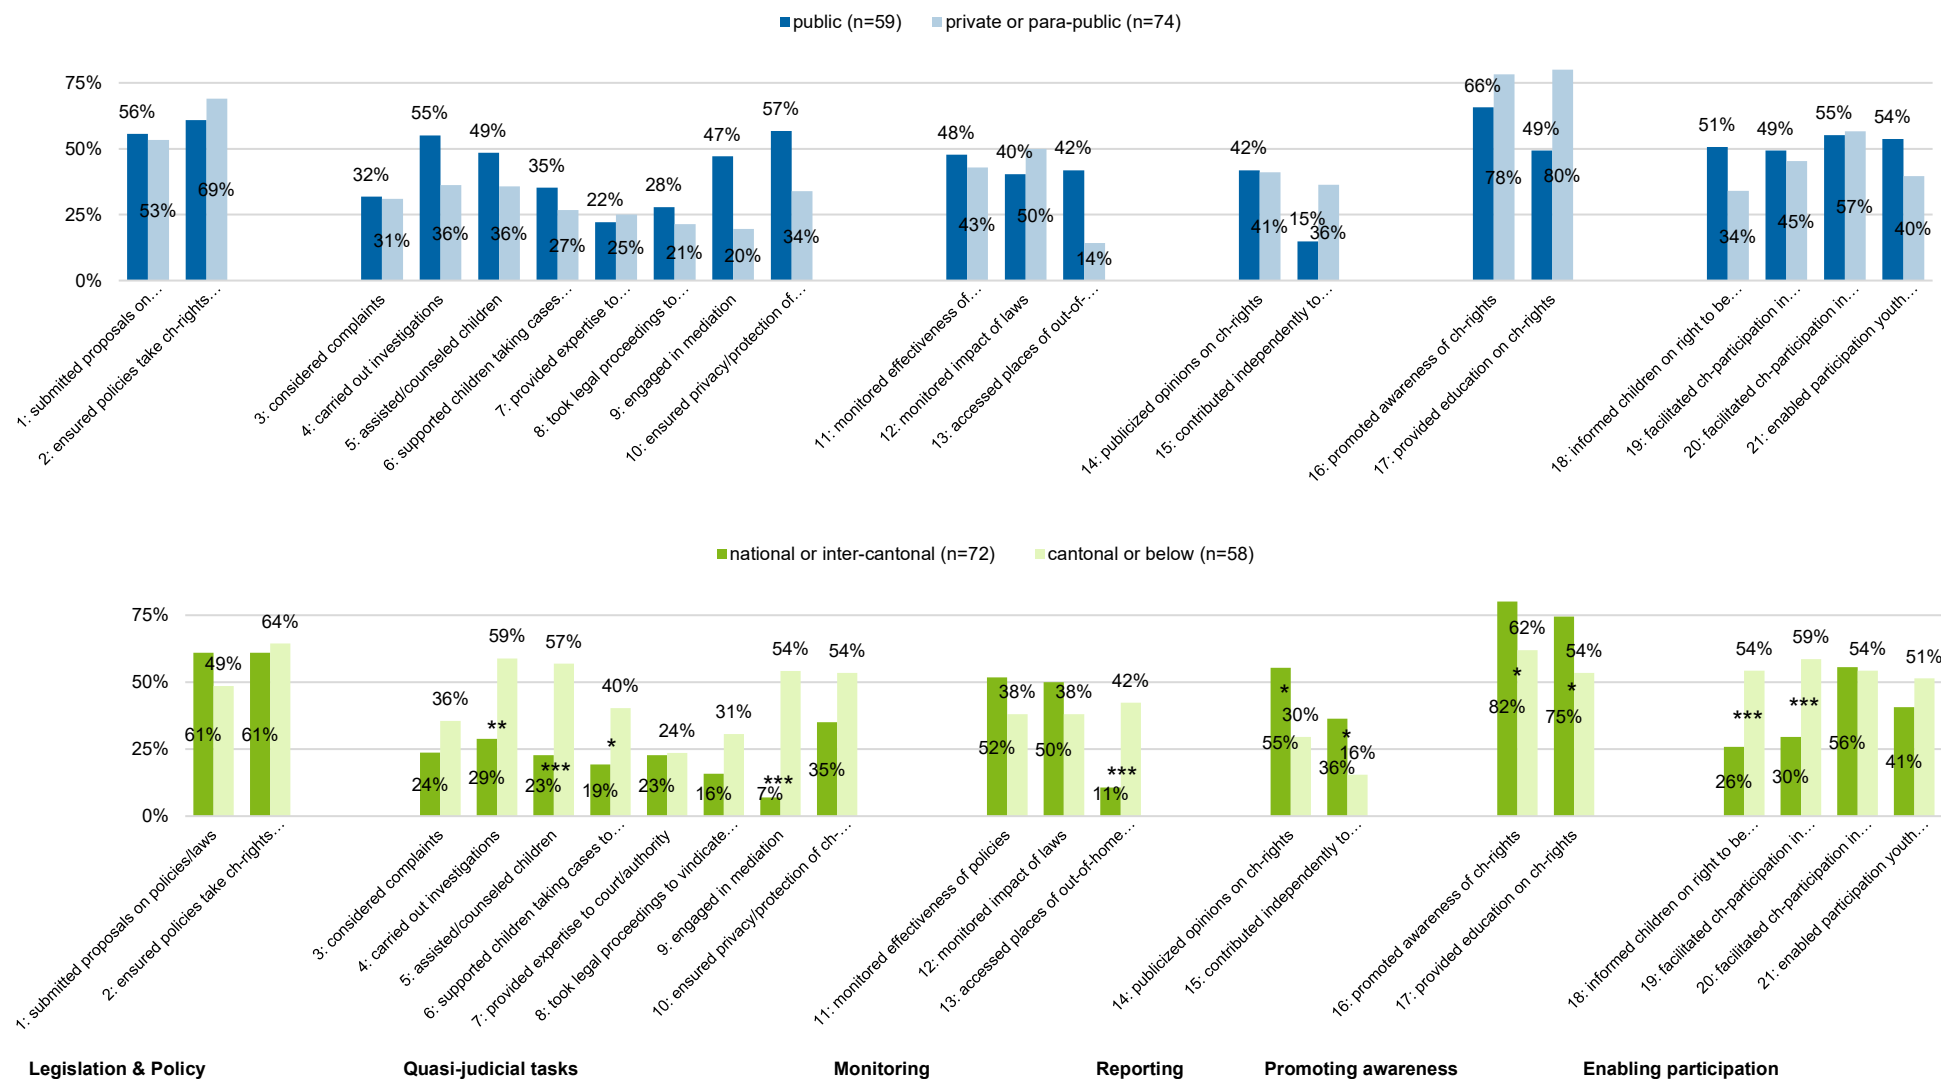 public (n=59) private or para-public (n=74)
75%
50%
25%
0%
56% 53% 69%
32% 31% 55% 36% 49% 36% 35% 27% 22% 25% 28% 21% 47% 20% 57% 34%
48% 43% 40% 50% 42% 14%
42% 41% 15% 36%
66% 78% 49% 80%
51% 34% 49% 45% 55% 57% 54% 40%
1: submitted proposals on…
2: ensured policies take ch-rights…
3: considered complaints
4: carried out investigations
5: assisted/counseled children
6: supported children taking cases…
7: provided expertise to…
8: took legal proceedings to…
9: engaged in mediation
10: ensured privacy/protection of…
11: monitored effectiveness of…
12: monitored impact of laws
13: accessed places of out-of-…
14: publicized opinions on ch-rights
15: contributed independently to…
16: promoted awareness of ch-rights
17: provided education on ch-rights
18: informed children on right to be…
19: facilitated ch-participation in…
20: facilitated ch-participation in…
21: enabled participation youth…
national or inter-cantonal (n=72) cantonal or below (n=58)
75%
50%
25%
0%
61% 49% 61% 64%
24% 36% 29% ** 59% 23% *** 57% 19% * 40% 23% 24% 16% 31% 7% *** 54% 35% 54%
52% 38% 50% 38% 11% *** 42%
55% * 30% 36% * 16%
82% * 62% 75% * 54%
26% *** 54% 30% *** 59% 56% 54% 41% 51%
1: submitted proposals on policies/laws
2: ensured policies take ch-rights…
3: considered complaints
4: carried out investigations
5: assisted/counseled children
6: supported children taking cases to…
7: provided expertise to court/authority
8: took legal proceedings to vindicate…
9: engaged in mediation
10: ensured privacy/protection of ch-…
11: monitored effectiveness of policies
12: monitored impact of laws
13: accessed places of out-of-home…
14: publicized opinions on ch-rights
15: contributed independently to…
16: promoted awareness of ch-rights
17: provided education on ch-rights
18: informed children on right to be…
19: facilitated ch-participation in…
20: facilitated ch-participation in…
21: enabled participation youth…
Legislation & Policy Quasi-judicial tasks Monitoring Reporting Promoting awareness Enabling participation